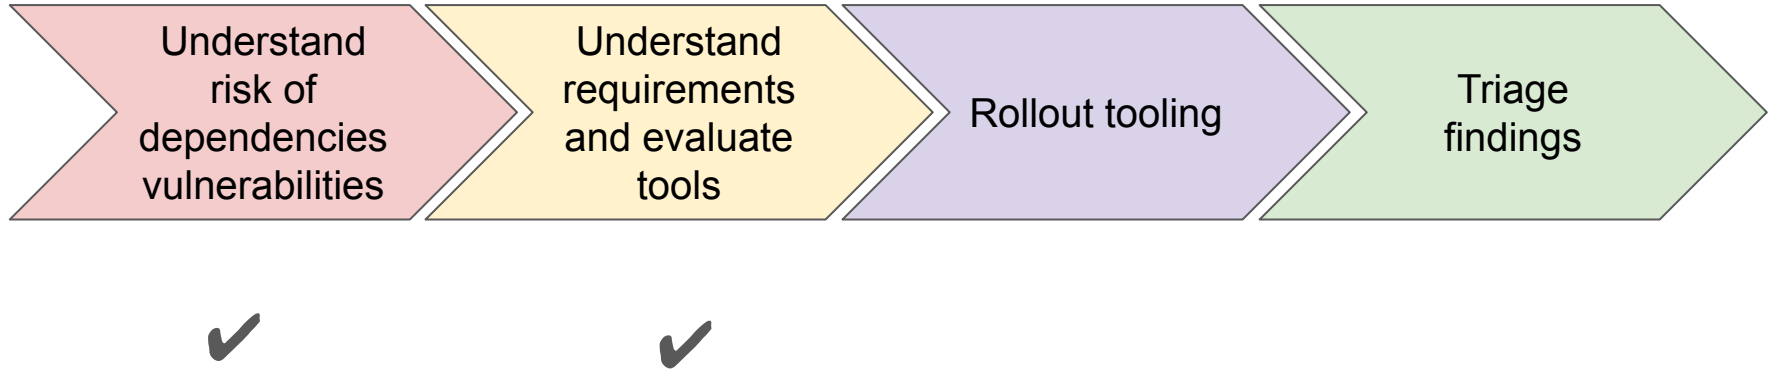 Understand
risk of
dependencies
vulnerabilities
Understand
requirements
and evaluate
tools
Rollout tooling
Triage
findings
✔
✔